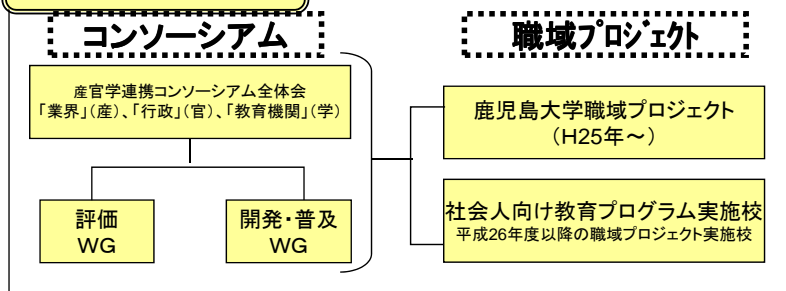 コンソーシアム
職域プロジェクト
産官学連携コンソーシアム全体会
「業界」(産)、「行政」(官)、「教育機関」(学)
鹿児島大学職域プロジェクト
(H25年～)
評価
WG
開発・普及
WG
社会人向け教育プログラム実施校
平成26年度以降の職域プロジェクト実施校